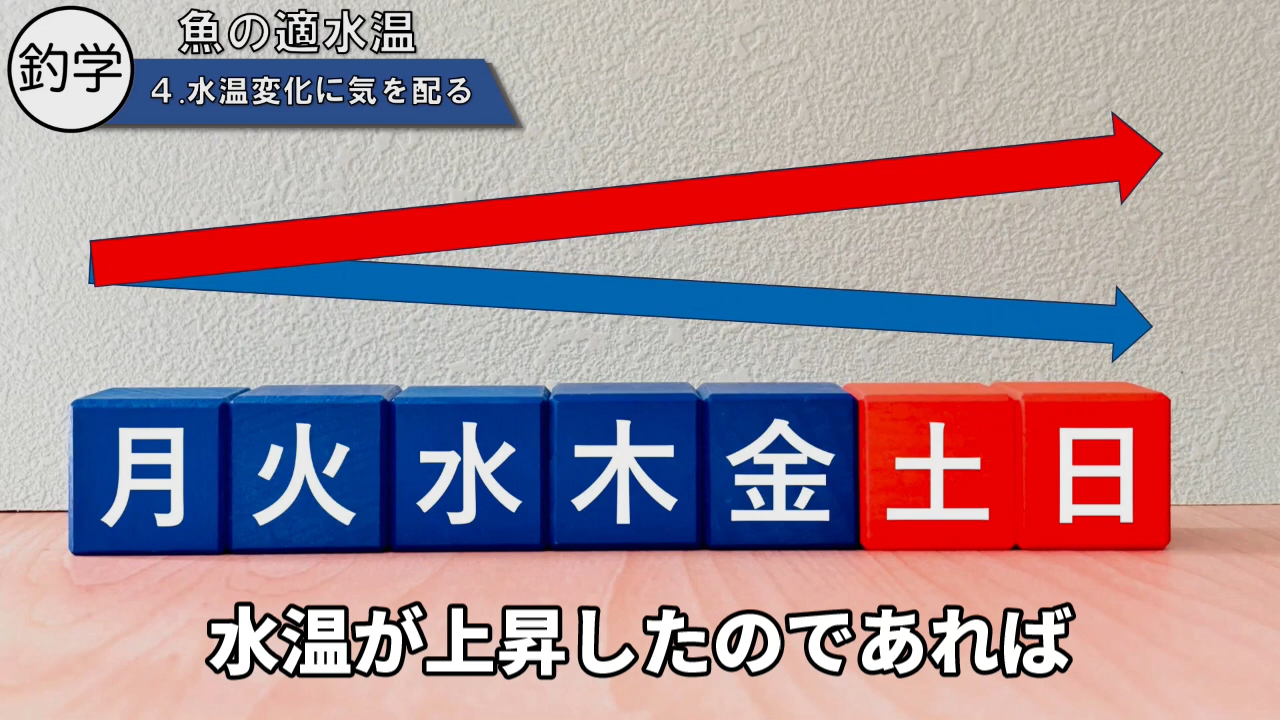 釣学
魚の適水温
４.水温変化に気を配る
月 火 水 木 金 土 日
水温が上昇したのであれば